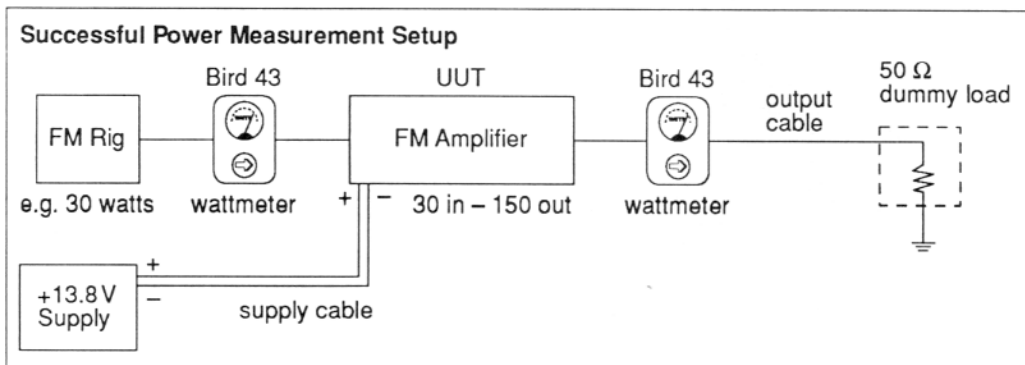 Successful Power Measurement Setup
Bird 43
UUT
Bird 43
50 Ω
dummy load
output
cable
FM Rig
FM Amplifier
e.g. 30 watts
wattmeter
+
–
30 in – 150 out
wattmeter
+
–
+13.8 V
Supply
supply cable